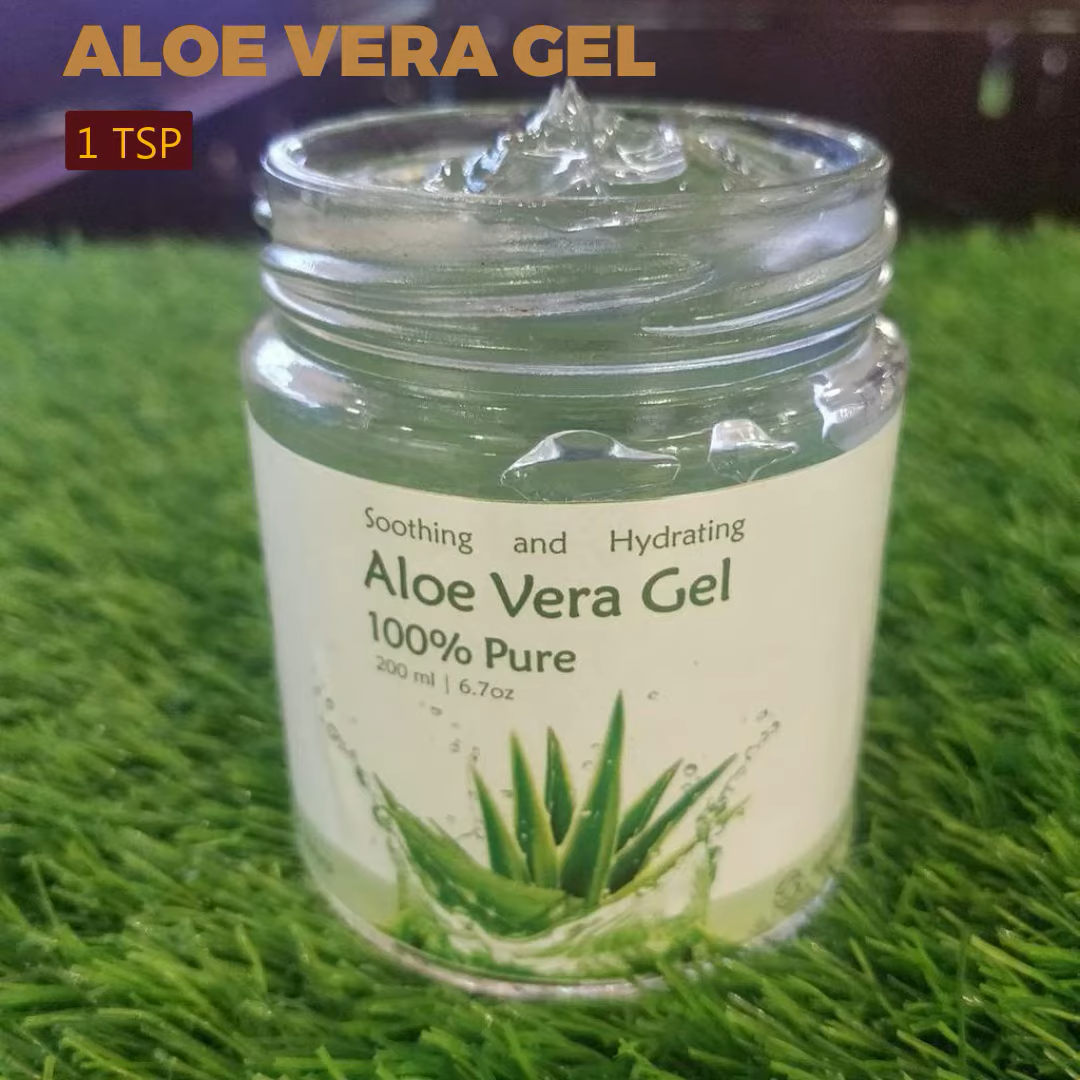 ALOE VERA GEL
1 TSP
Soothing and Hydrating
Aloe Vera Gel
100% Pure
200 ml | 6.7oz